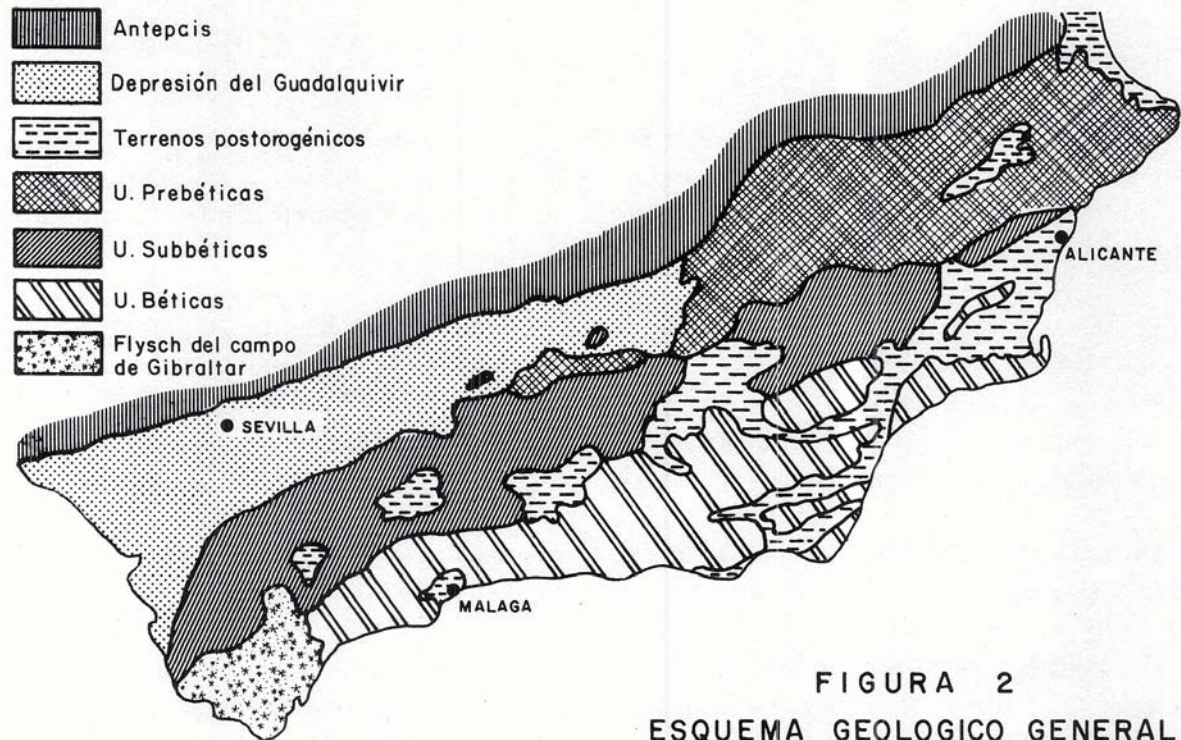 Antepcis
Depresión del Guadalquivir
Terrenos postorogénicos
U. Prebéticas
U. Subbéticas
U. Béticas
Flysch del campo
de Gibraltar
ALICANTE
SEVILLA
MALAGA
FIGURA 2
ESQUEMA GEOLOGICO GENERAL